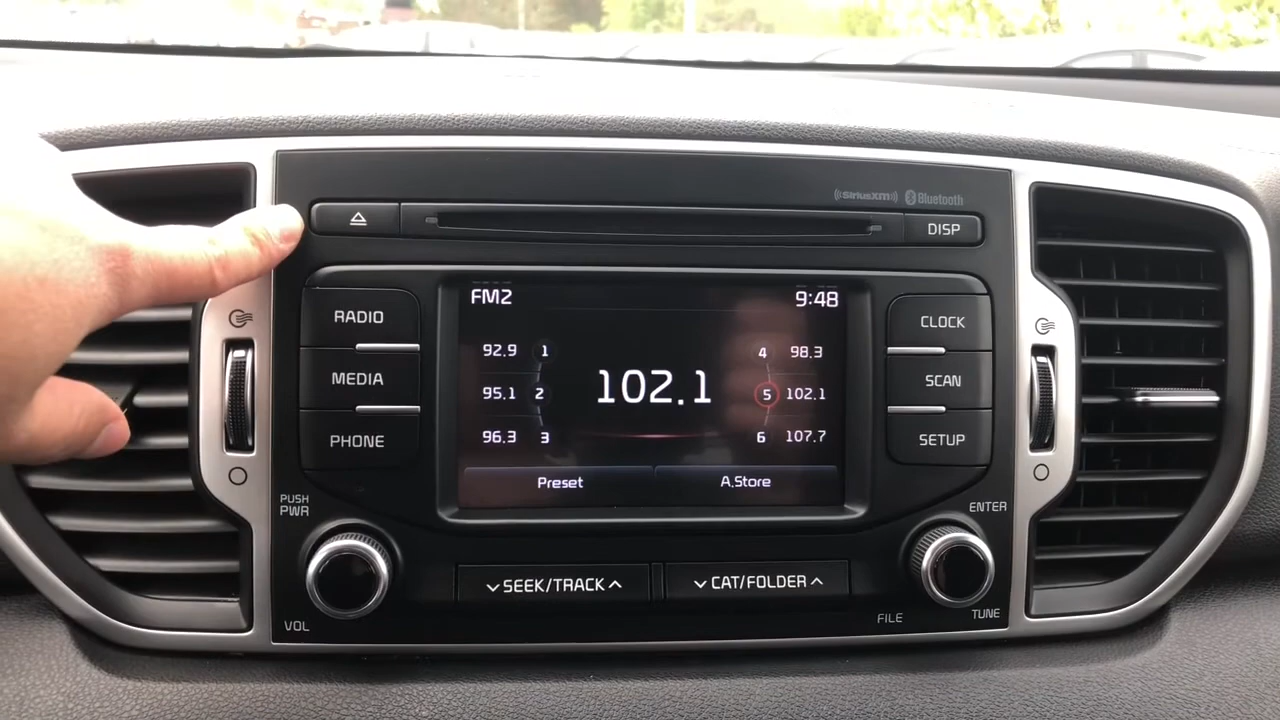 SiriusXM Bluetooth
DISP
RADIO
MEDIA
PHONE
FM2 9:48
92.9 1
95.1 2
96.3 3
102.1
4 98.3
5 102.1
6 107.7
Preset A.Store
CLOCK
SCAN
SETUP
PUSH
PWR
VOL
SEEK/TRACK
CAT/FOLDER
ENTER
FILE
TUNE